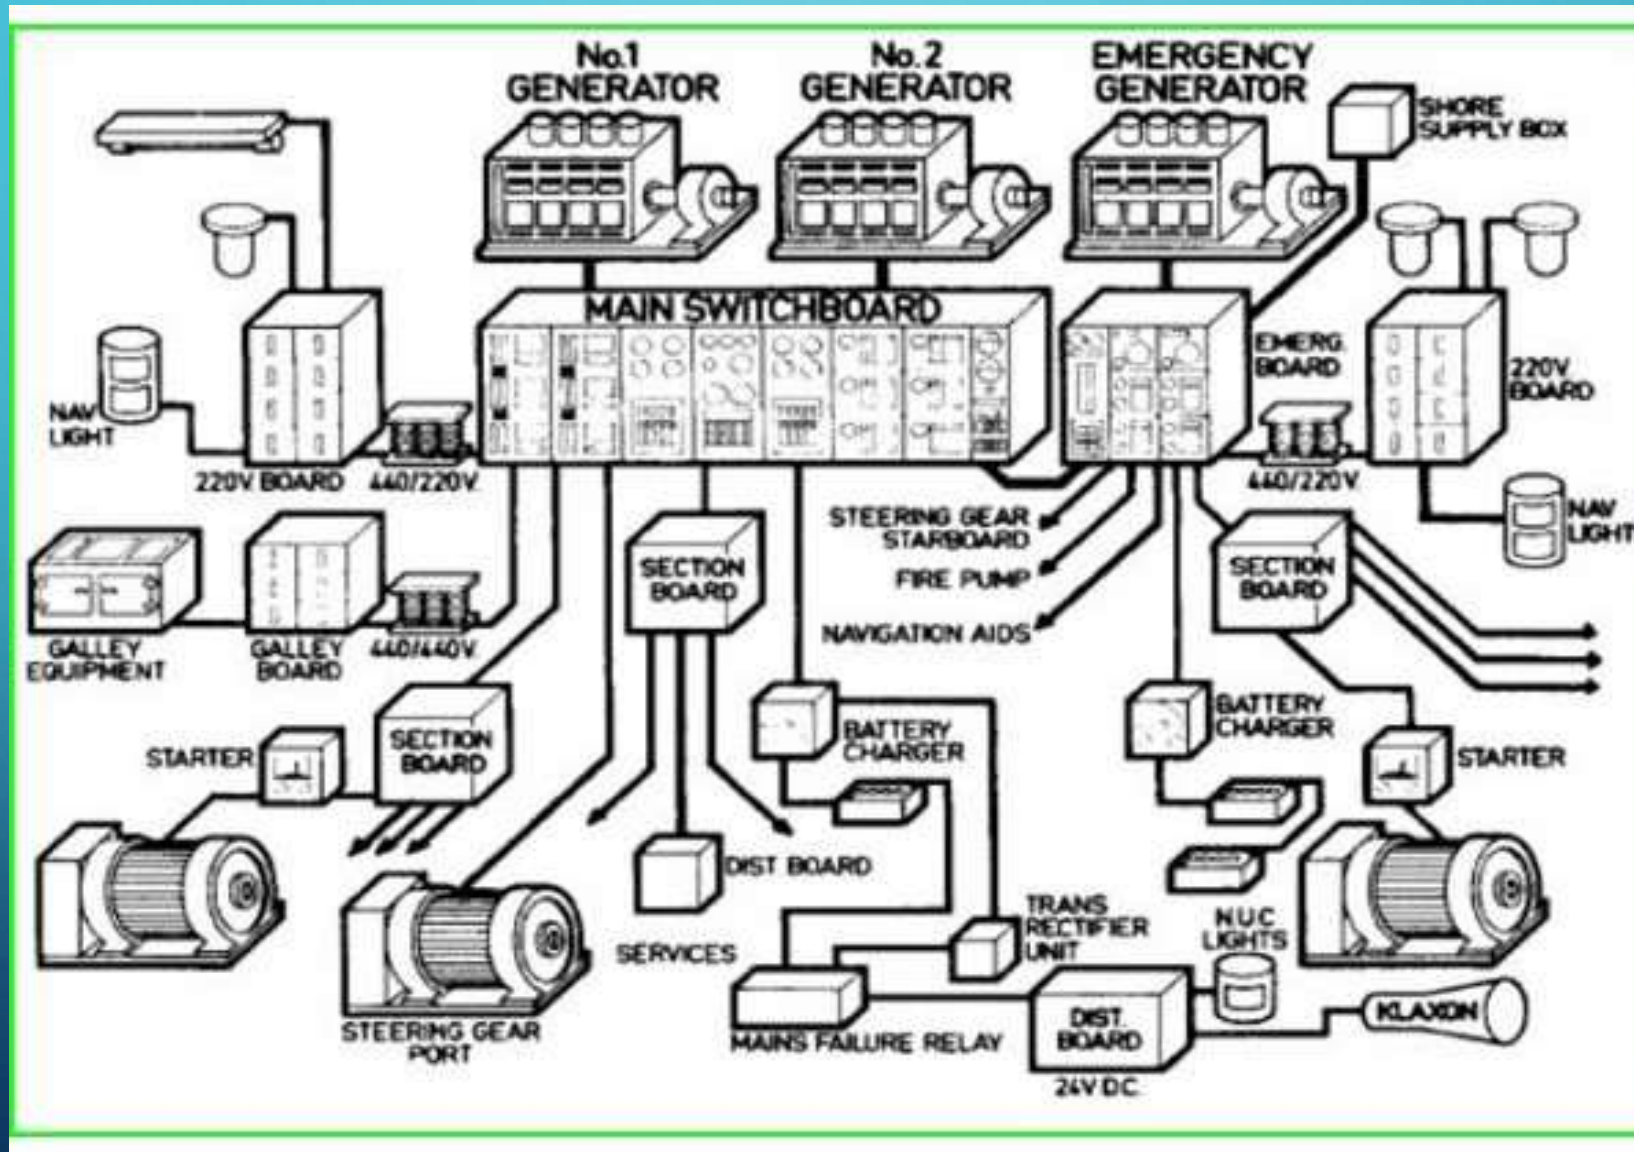 No.1
GENERATOR
No.2
GENERATOR
EMERGENCY
GENERATOR
SHORE
SUPPLY BOX
MAIN SWITCHBOARD
EMERG.
BOARD
220V.
BOARD
NAV
LIGHT
220V. BOARD
440/220V.
440/220V.
NAV
LIGHT
STEERING GEAR
STARBOARD
FIRE PUMP
NAVIGATION AIDS
SECTION
BOARD
SECTION
BOARD
GALLEY
EQUIPMENT
GALLEY
BOARD
440/440V.
SECTION
BOARD
STARTER
BATTERY
CHARGER
BATTERY
CHARGER
STARTER
DIST BOARD
SERVICES
TRANS
RECTIFIER
UNIT
N.U.C
LIGHTS
STEERING GEAR
PORT
MAINS FAILURE RELAY
DIST.
BOARD
24V D.C.
KLAXON